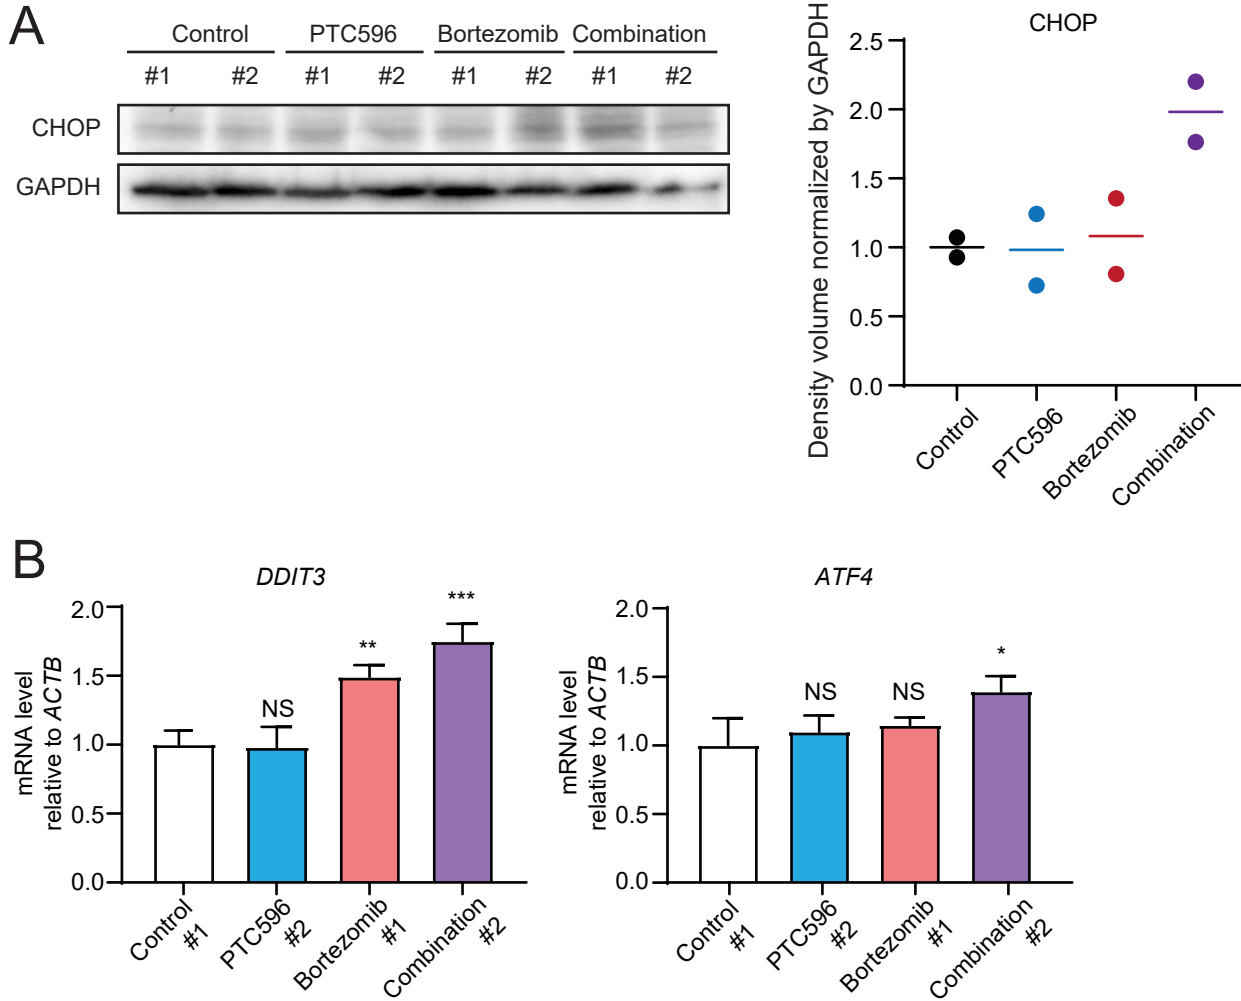 A
Control PTC596 Bortezomib Combination
#1 #2 #1 #2 #1 #2 #1 #2
CHOP
GAPDH
CHOP
Density volume normalized by GAPDH
2.5
2.0
1.5
1.0
0.5
0.0
Control
PTC596
Bortezomib
Combination
B
DDIT3
mRNA level
relative to ACTB
2.0
1.5
1.0
0.5
0.0
NS
**
***
Control
#1
PTC596
#2
Bortezomib
#1
Combination
#2
ATF4
mRNA level
relative to ACTB
2.0
1.5
1.0
0.5
0.0
NS
NS
*
Control
#1
PTC596
#2
Bortezomib
#1
Combination
#2